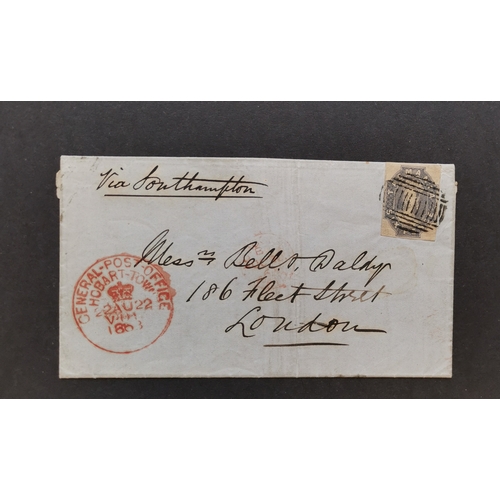 Via Southampton
Messrs Bell & Daldy
186 Fleet Street
London
GENERAL-POST-OFFICE
HOBART-TOWN
AU 22